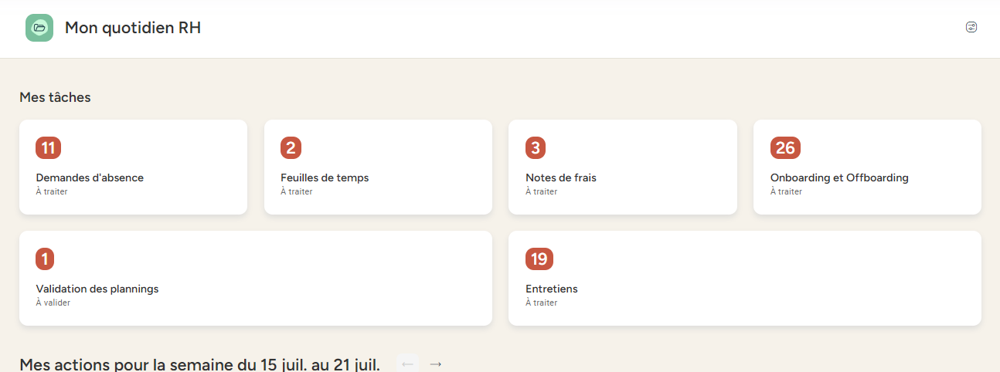 Mon quotidien RH
Mes tâches
11
Demandes d'absence
À traiter
2
Feuilles de temps
À traiter
3
Notes de frais
À traiter
26
Onboarding et Offboarding
À traiter
1
Validation des plannings
À valider
19
Entretiens
À traiter
Mes actions pour la semaine du 15 juil. au 21 juil.